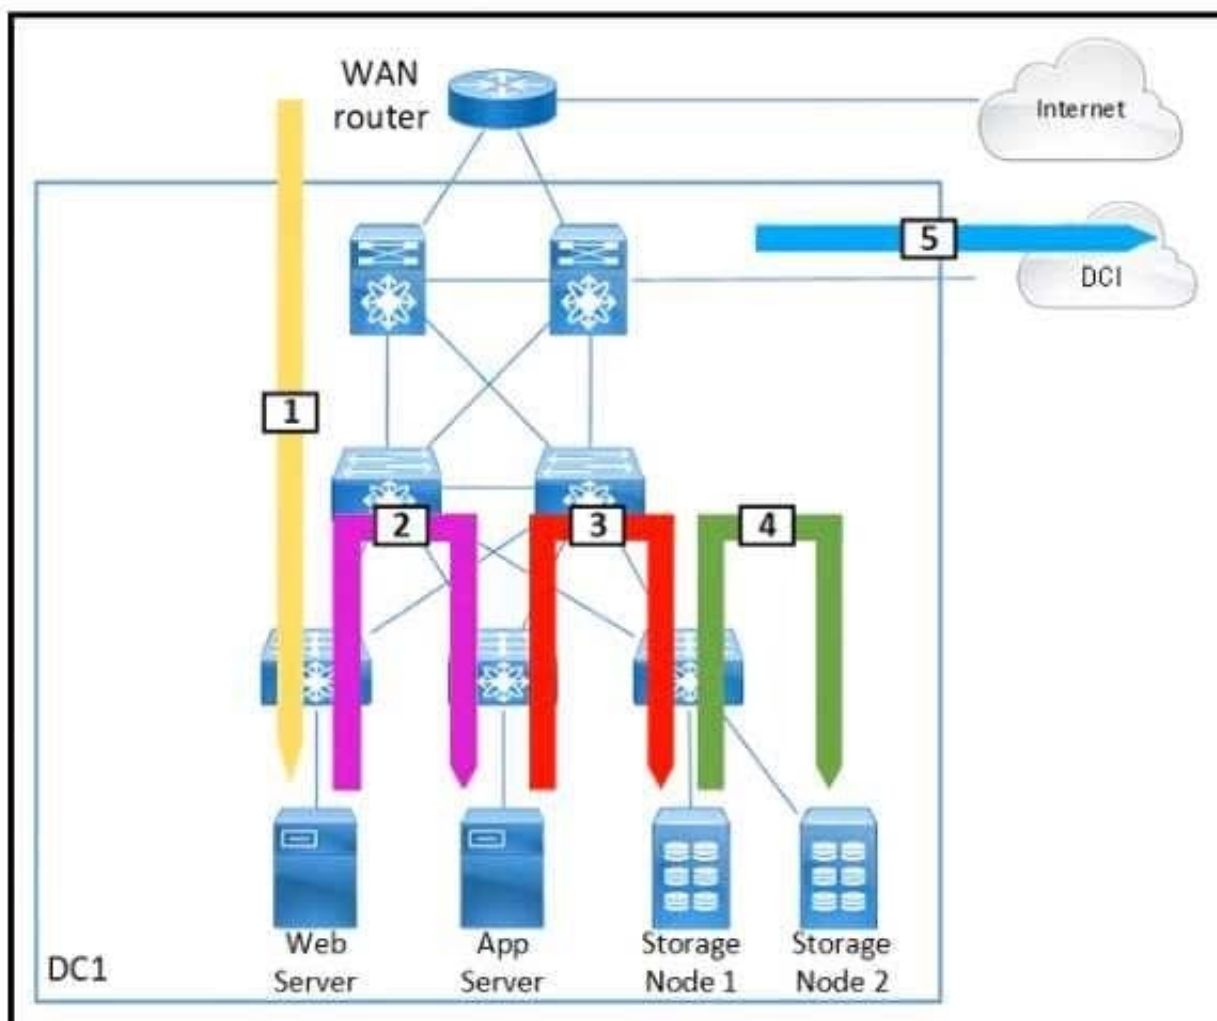 WAN
router
Internet
5
DCI
1
2
3
4
Web
Server
App
Server
Storage
Node 1
Storage
Node 2
DC1